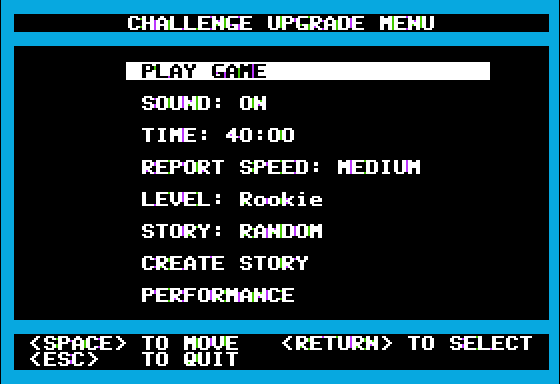 CHALLENGE UPGRADE MENU
PLAY GAME
SOUND: ON
TIME: 40:00
REPORT SPEED: MEDIUM
LEVEL: Rookie
STORY: RANDOM
CREATE STORY
PERFORMANCE
<SPACE> TO MOVE <RETURN> TO SELECT
<ESC> TO QUIT